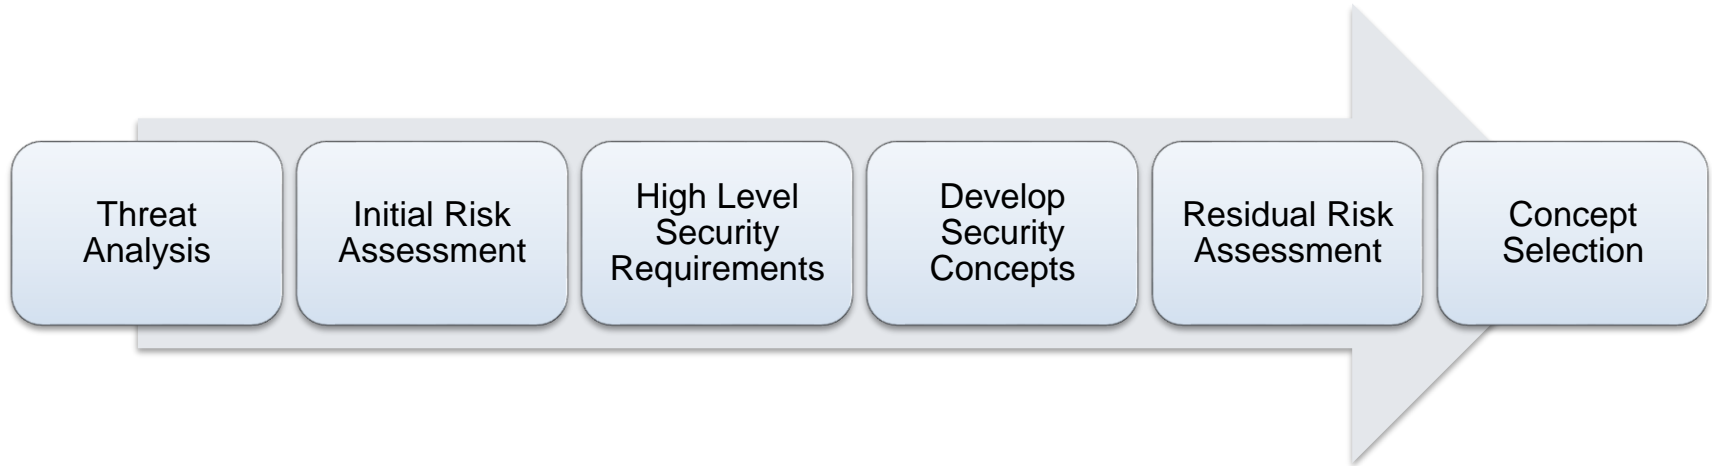 Threat
Analysis
Initial Risk
Assessment
High Level
Security
Requirements
Develop
Security
Concepts
Residual Risk
Assessment
Concept
Selection